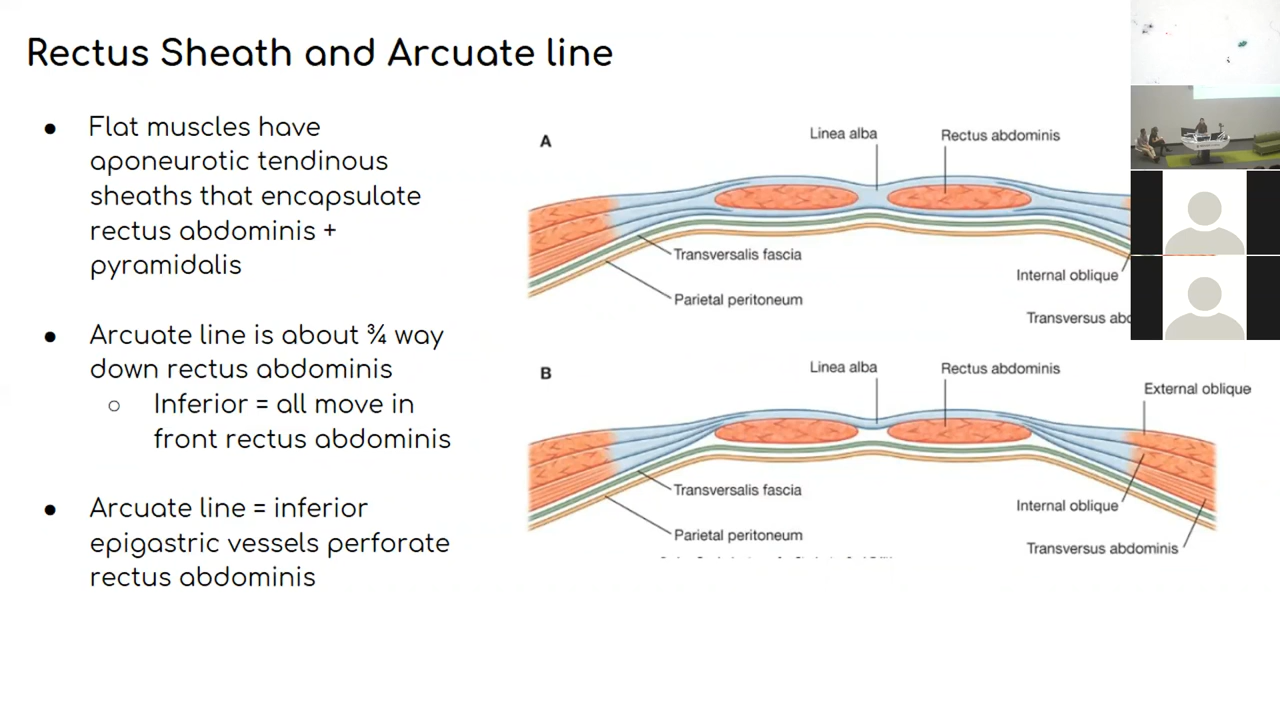 Rectus Sheath and Arcuate line
● Flat muscles have
aponeurotic tendinous
sheaths that encapsulate
rectus abdominis +
pyramidalis
● Arcuate line is about ¾ way
down rectus abdominis
○ Inferior = all move in
front rectus abdominis
● Arcuate line = inferior
epigastric vessels perforate
rectus abdominis
A
Linea alba
Rectus abdominis
Transversalis fascia
Internal oblique
Parietal peritoneum
Transversus abd
B
Linea alba
Rectus abdominis
External oblique
Transversalis fascia
Internal oblique
Parietal peritoneum
Transversus abdominis